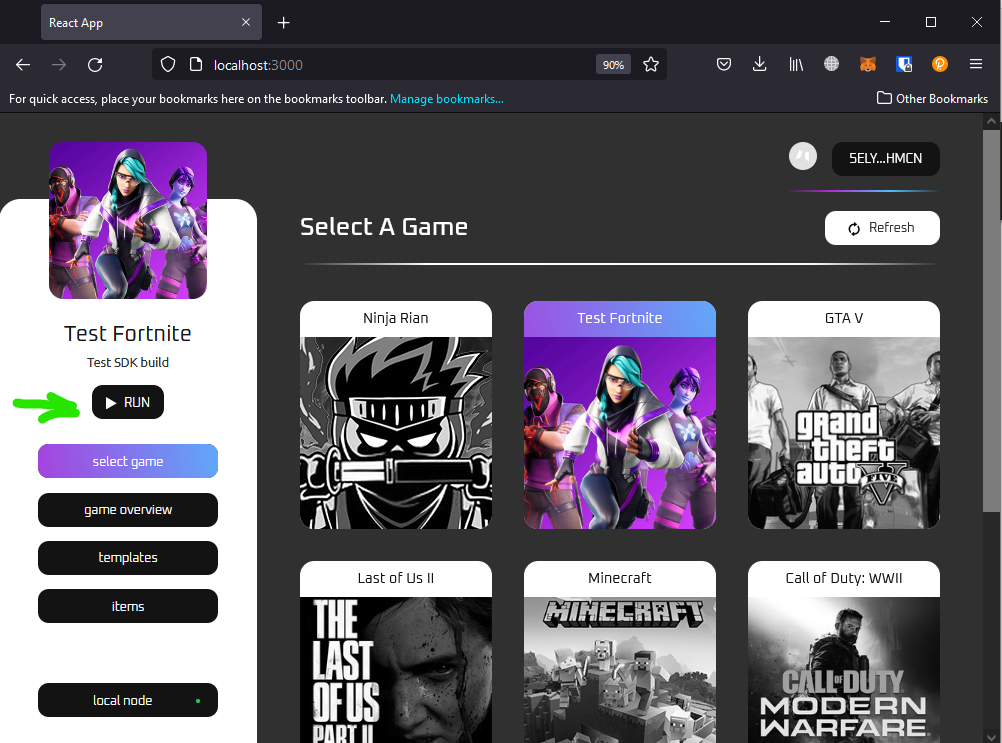 React App
localhost:3000
90%
For quick access, place your bookmarks here on the bookmarks toolbar. Manage bookmarks...
Other Bookmarks
5ELY...HMCN
Select A Game
Refresh
Test Fortnite
Test SDK build
RUN
select game
game overview
templates
items
local node
Ninja Rian
Test Fortnite
GTA V
grand
theft
auto
V
FIVE
Last of Us II
Minecraft
Call of Duty: WWII
THE
LAST
OF US
PART II
MINECRAFT
CALL OF DUTY
MODERN
WARFARE